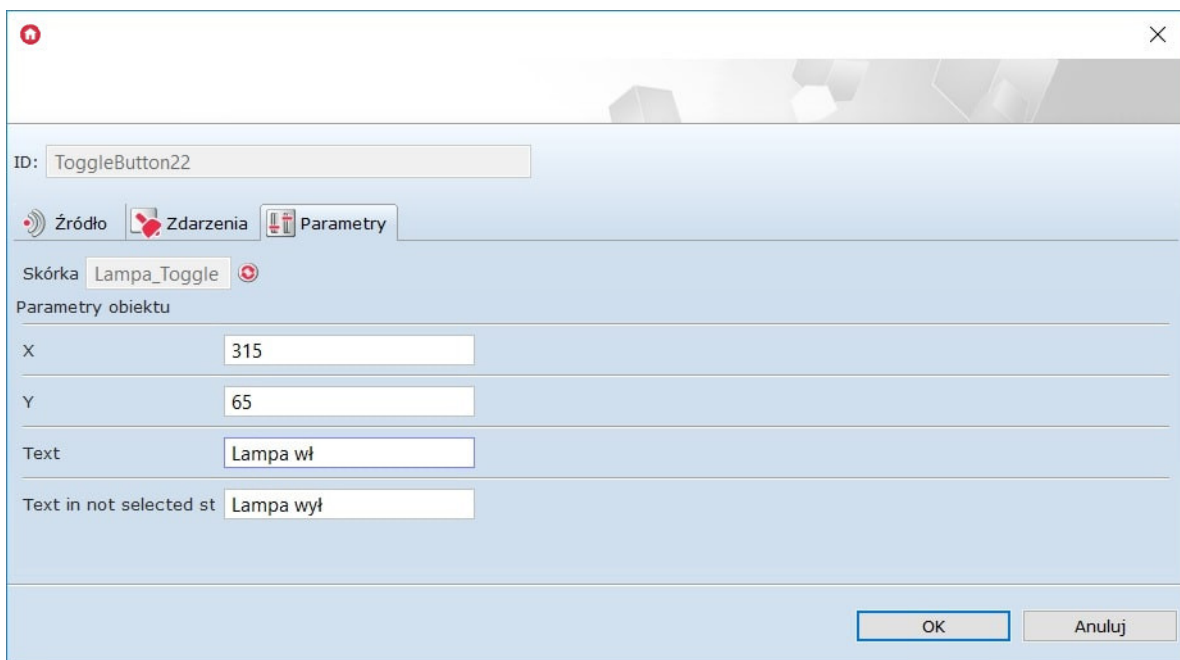 ID: ToggleButton22
Źródło Zdarzenia Parametry
Skórka Lampa_Toggle
Parametry obiektu
X 315
Y 65
Text Lampa wł
Text in not selected st Lampa wył
OK Anuluj